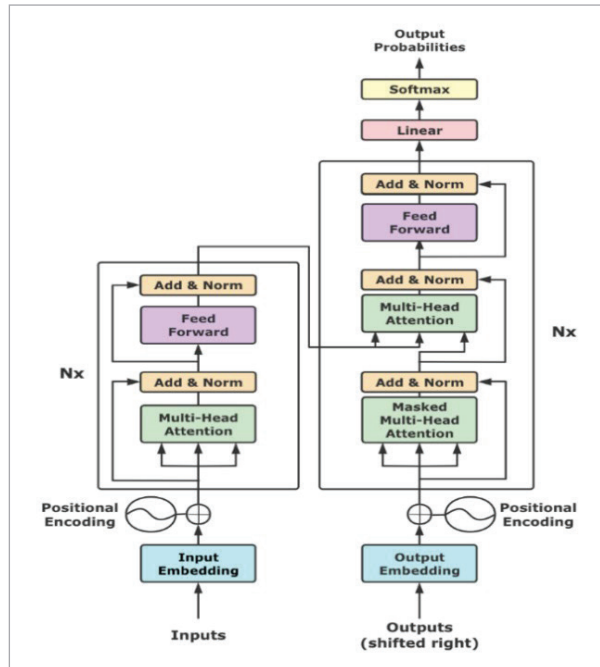 Output
Probabilities
Softmax
Linear
Add & Norm
Feed
Forward
Add & Norm
Multi-Head
Attention
Nx
Add & Norm
Masked
Multi-Head
Attention
Positional
Encoding
Output
Embedding
Outputs
(shifted right)
Add & Norm
Feed
Forward
Nx
Add & Norm
Multi-Head
Attention
Positional
Encoding
Input
Embedding
Inputs